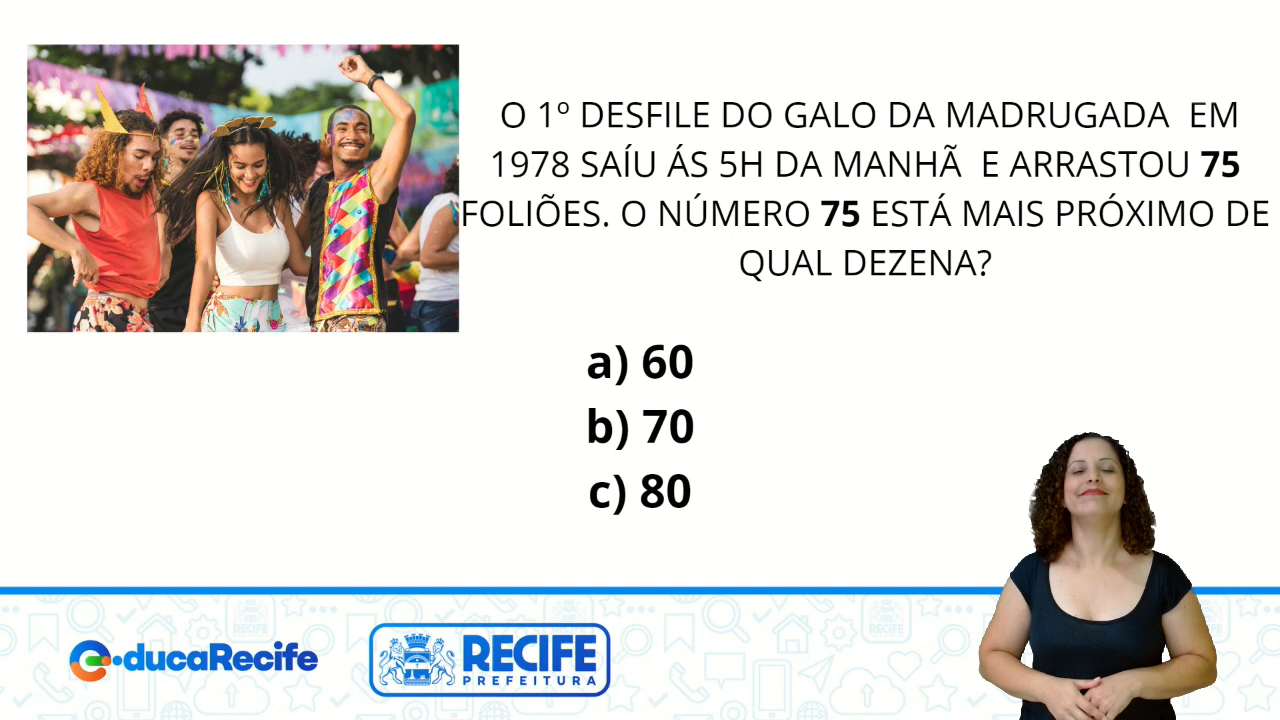 O 1º DESFILE DO GALO DA MADRUGADA EM
1978 SAÍU ÁS 5H DA MANHÃ E ARRASTOU 75
FOLIÕES. O NÚMERO 75 ESTÁ MAIS PRÓXIMO DE
QUAL DEZENA?
a) 60
b) 70
c) 80
EducaRecife
RECIFE
PREFEITURA